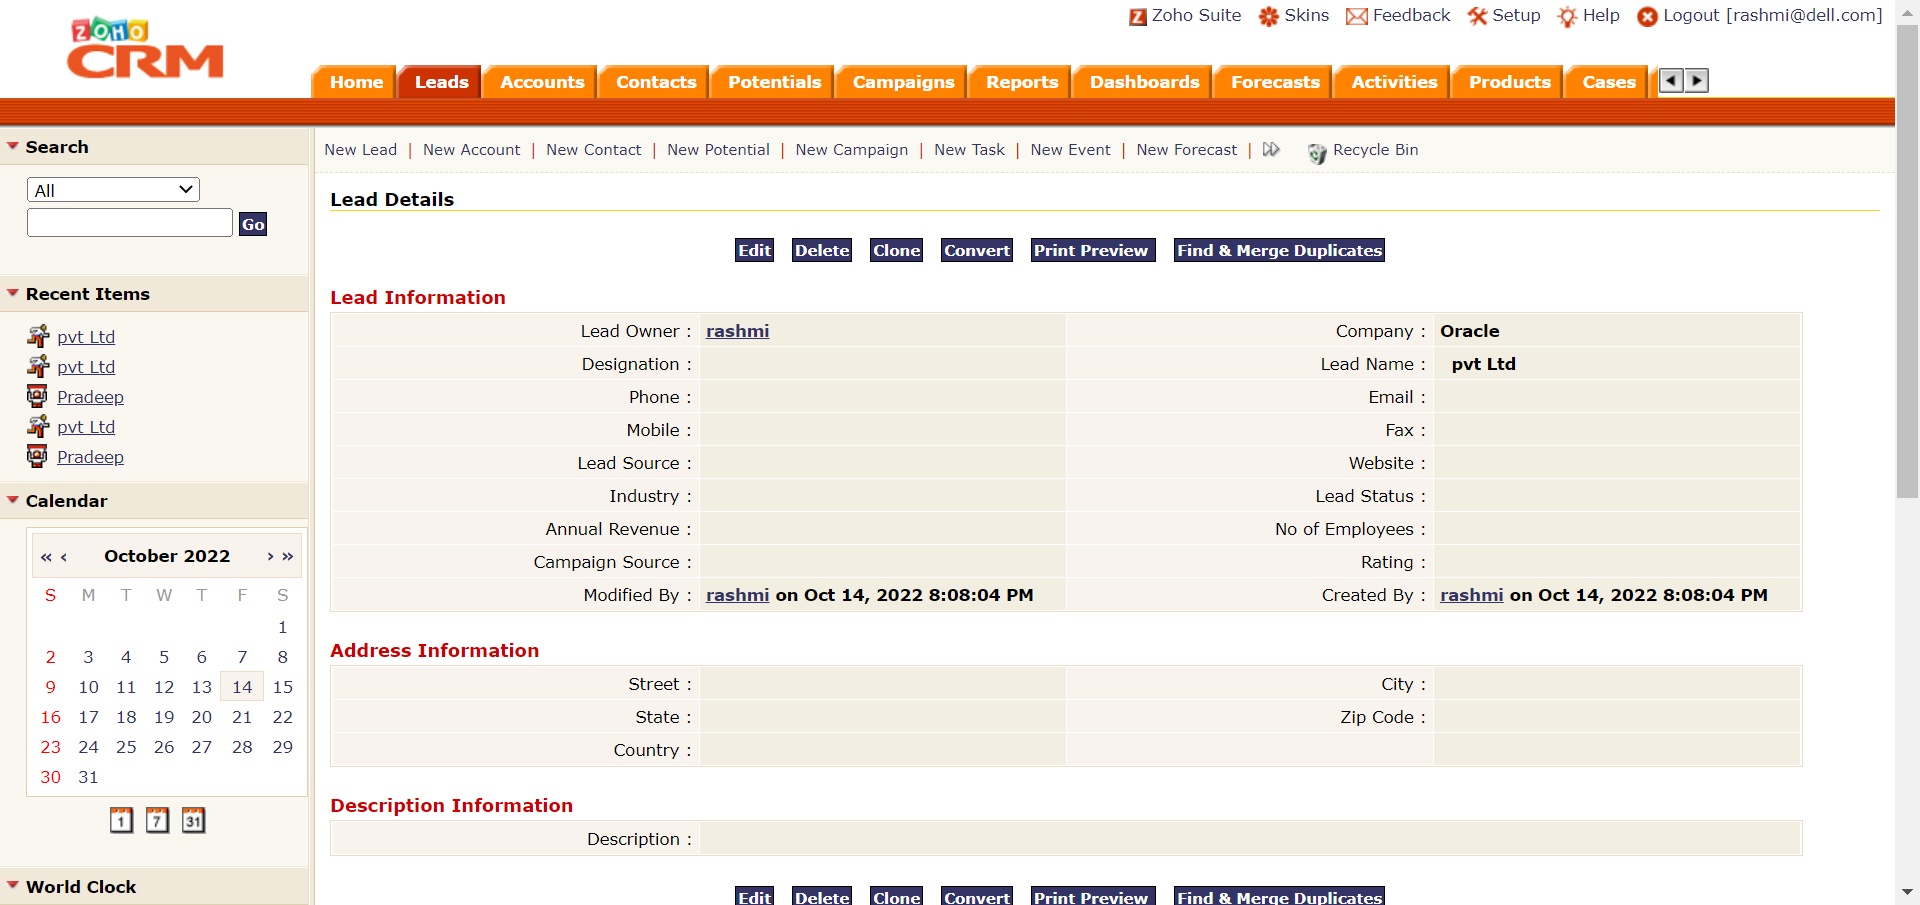 Zoho Suite Skins Feedback Setup Help Logout [rashmi@dell.com]
ZOHO
CRM
Home Leads Accounts Contacts Potentials Campaigns Reports Dashboards Forecasts Activities Products Cases
Search
All
Go
Recent Items
pvt Ltd
pvt Ltd
Pradeep
pvt Ltd
Pradeep
Calendar
« ‹ October 2022 › »
S M T W T F S
1
2 3 4 5 6 7 8
9 10 11 12 13 14 15
16 17 18 19 20 21 22
23 24 25 26 27 28 29
30 31
1 7 31
World Clock
New Lead | New Account | New Contact | New Potential | New Campaign | New Task | New Event | New Forecast | Recycle Bin
Lead Details
Edit Delete Clone Convert Print Preview Find & Merge Duplicates
Lead Information
Lead Owner : rashmi Company : Oracle
Designation : Lead Name : pvt Ltd
Phone : Email :
Mobile : Fax :
Lead Source : Website :
Industry : Lead Status :
Annual Revenue : No of Employees :
Campaign Source : Rating :
Modified By : rashmi on Oct 14, 2022 8:08:04 PM Created By : rashmi on Oct 14, 2022 8:08:04 PM
Address Information
Street : City :
State : Zip Code :
Country :
Description Information
Description :
Edit Delete Clone Convert Print Preview Find & Merge Duplicates